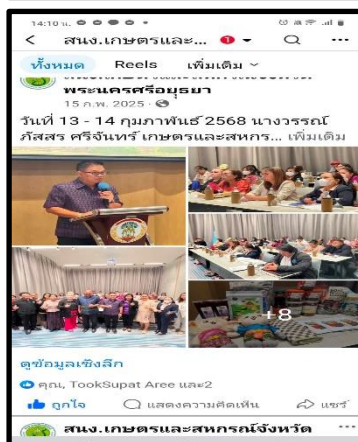 14:10 น.
สนง.เกษตรและ... 1
ทั้งหมด Reels เพิ่มเติม
พระนครศรีอยุธยา
15 ก.พ. 2025 ·
วันที่ 13 - 14 กุมภาพันธ์ 2568 นางวรรณ์
ภัสสร ศรีจันทร์ เกษตรและสหกร... เพิ่มเติม
+8
ดูข้อมูลเชิงลึก
คุณ, TookSupat Aree และ2
ถูกใจ แสดงความคิดเห็น แชร์
สนง.เกษตรและสหกรณ์จังหวัด